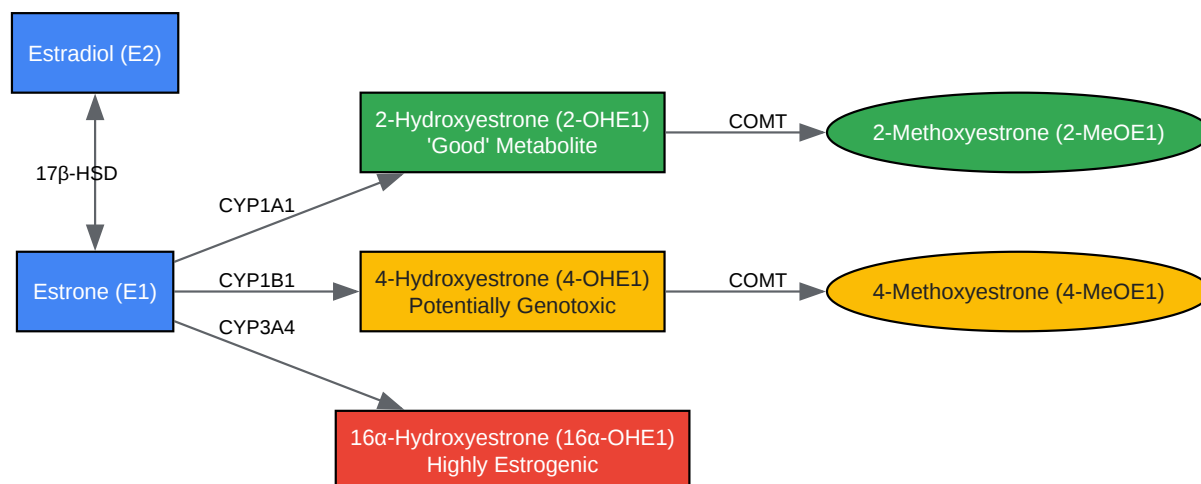 Estradiol (E2)
17β-HSD
Estrone (E1)
CYP1A1
2-Hydroxyestrone (2-OHE1)
'Good' Metabolite
COMT
2-Methoxyestrone (2-MeOE1)
CYP1B1
4-Hydroxyestrone (4-OHE1)
Potentially Genotoxic
COMT
4-Methoxyestrone (4-MeOE1)
CYP3A4
16α-Hydroxyestrone (16α-OHE1)
Highly Estrogenic